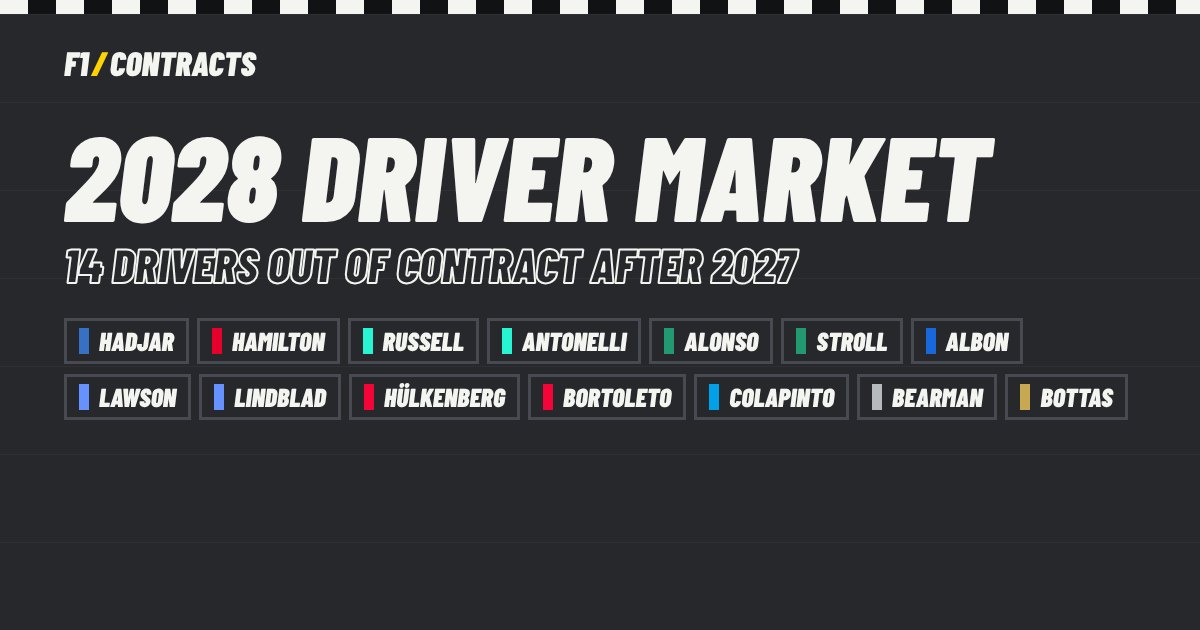 F1/CONTRACTS
2028 DRIVER MARKET
14 DRIVERS OUT OF CONTRACT AFTER 2027
HADJAR HAMILTON RUSSELL ANTONELLI ALONSO STROLL ALBON
LAWSON LINDBLAD HÜLKENBERG BORTOLETO COLAPINTO BEARMAN BOTTAS